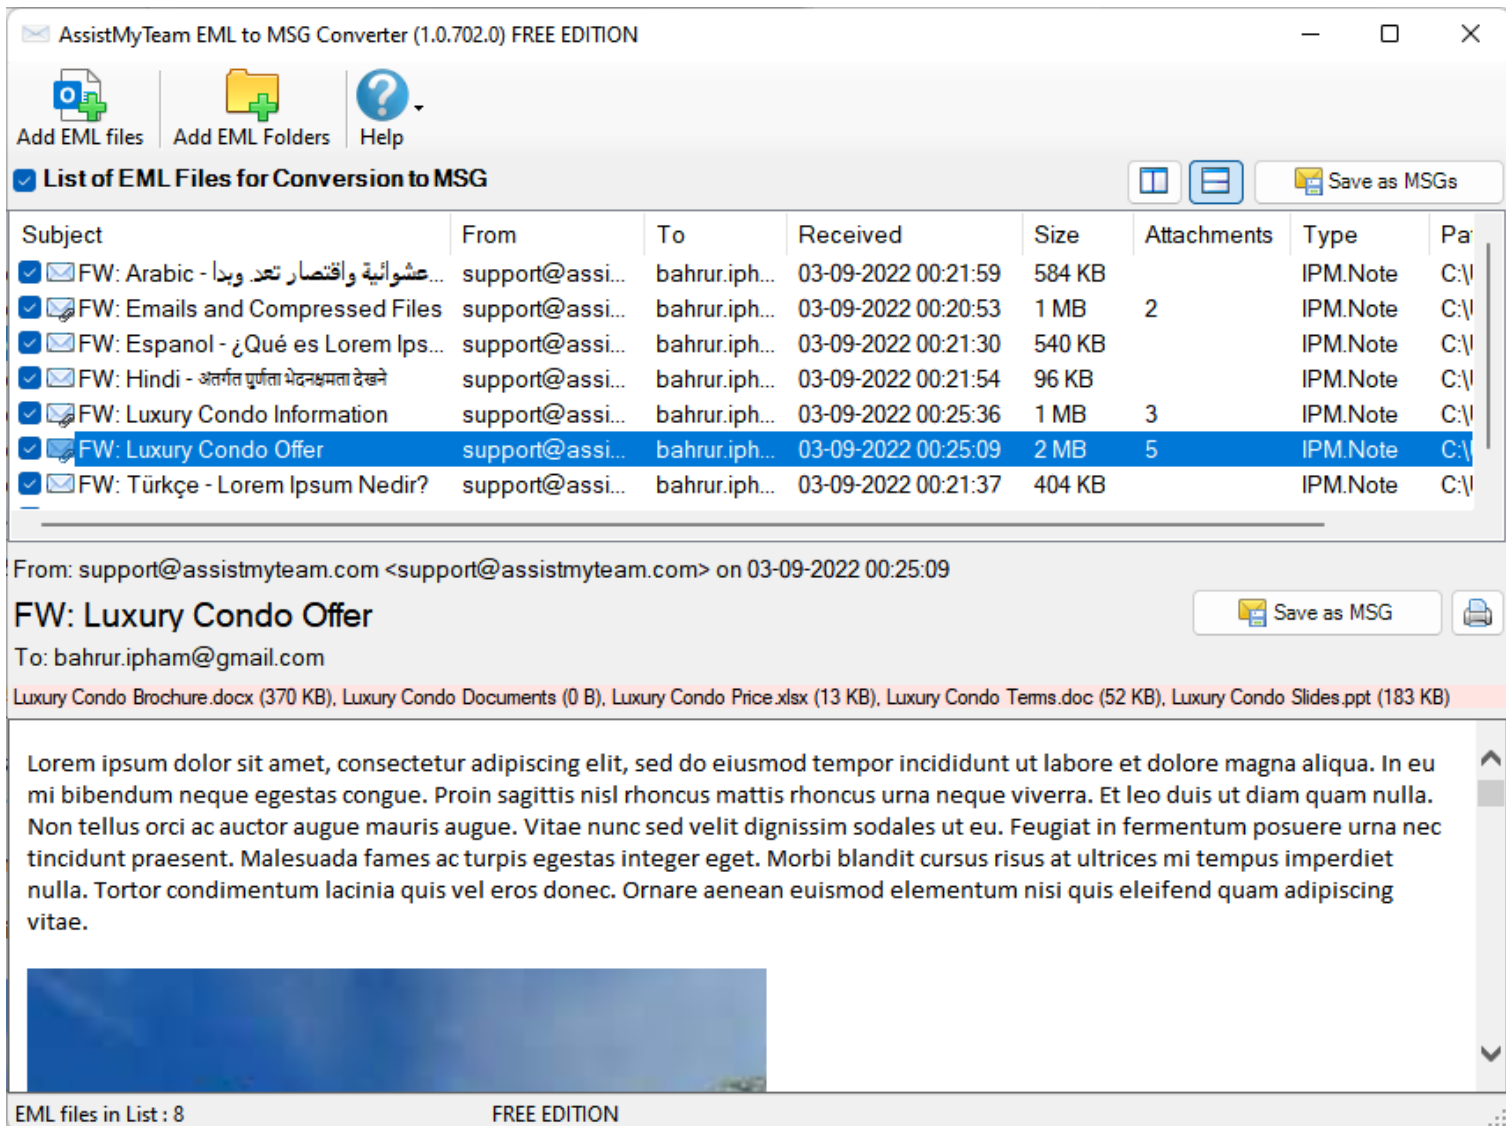 AssistMyTeam EML to MSG Converter (1.0.702.0) FREE EDITION
Add EML files Add EML Folders Help
List of EML Files for Conversion to MSG Save as MSGs
Subject From To Received Size Attachments Type Pa
FW: Arabic - عشوائية واقتصار تعد. وبدا... support@assi... bahrur.iph... 03-09-2022 00:21:59 584 KB IPM.Note C:\
FW: Emails and Compressed Files support@assi... bahrur.iph... 03-09-2022 00:20:53 1 MB 2 IPM.Note C:\
FW: Espanol - ¿Qué es Lorem Ips... support@assi... bahrur.iph... 03-09-2022 00:21:30 540 KB IPM.Note C:\
FW: Hindi - अंतर्गत पुर्णता भेदनक्षमता देखने support@assi... bahrur.iph... 03-09-2022 00:21:54 96 KB IPM.Note C:\
FW: Luxury Condo Information support@assi... bahrur.iph... 03-09-2022 00:25:36 1 MB 3 IPM.Note C:\
FW: Luxury Condo Offer support@assi... bahrur.iph... 03-09-2022 00:25:09 2 MB 5 IPM.Note C:\
FW: Türkçe - Lorem Ipsum Nedir? support@assi... bahrur.iph... 03-09-2022 00:21:37 404 KB IPM.Note C:\
From: support@assistmyteam.com <support@assistmyteam.com> on 03-09-2022 00:25:09
FW: Luxury Condo Offer Save as MSG
To: bahrur.ipham@gmail.com
Luxury Condo Brochure.docx (370 KB), Luxury Condo Documents (0 B), Luxury Condo Price.xlsx (13 KB), Luxury Condo Terms.doc (52 KB), Luxury Condo Slides.ppt (183 KB)
Lorem ipsum dolor sit amet, consectetur adipiscing elit, sed do eiusmod tempor incididunt ut labore et dolore magna aliqua. In eu
mi bibendum neque egestas congue. Proin sagittis nisl rhoncus mattis rhoncus urna neque viverra. Et leo duis ut diam quam nulla.
Non tellus orci ac auctor augue mauris augue. Vitae nunc sed velit dignissim sodales ut eu. Feugiat in fermentum posuere urna nec
tincidunt praesent. Malesuada fames ac turpis egestas integer eget. Morbi blandit cursus risus at ultrices mi tempus imperdiet
nulla. Tortor condimentum lacinia quis vel eros donec. Ornare aenean euismod elementum nisi quis eleifend quam adipiscing
vitae.
EML files in List : 8 FREE EDITION